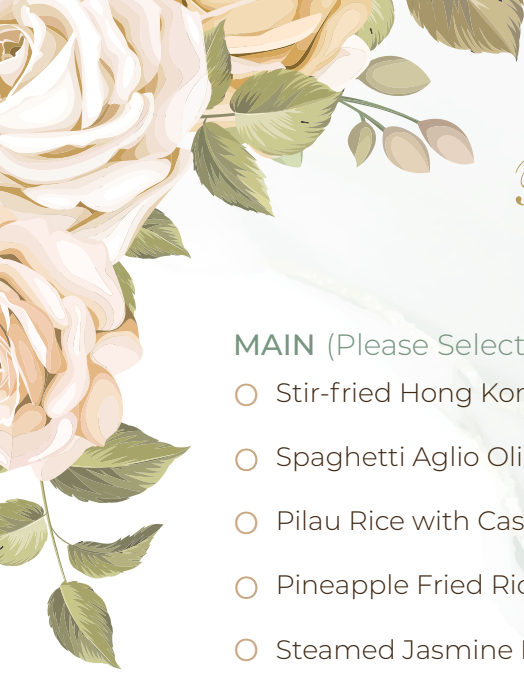 MAIN (Please Select
Stir-fried Hong Kon
Spaghetti Aglio Oli
Pilau Rice with Cas
Pineapple Fried Ric
Steamed Jasmine